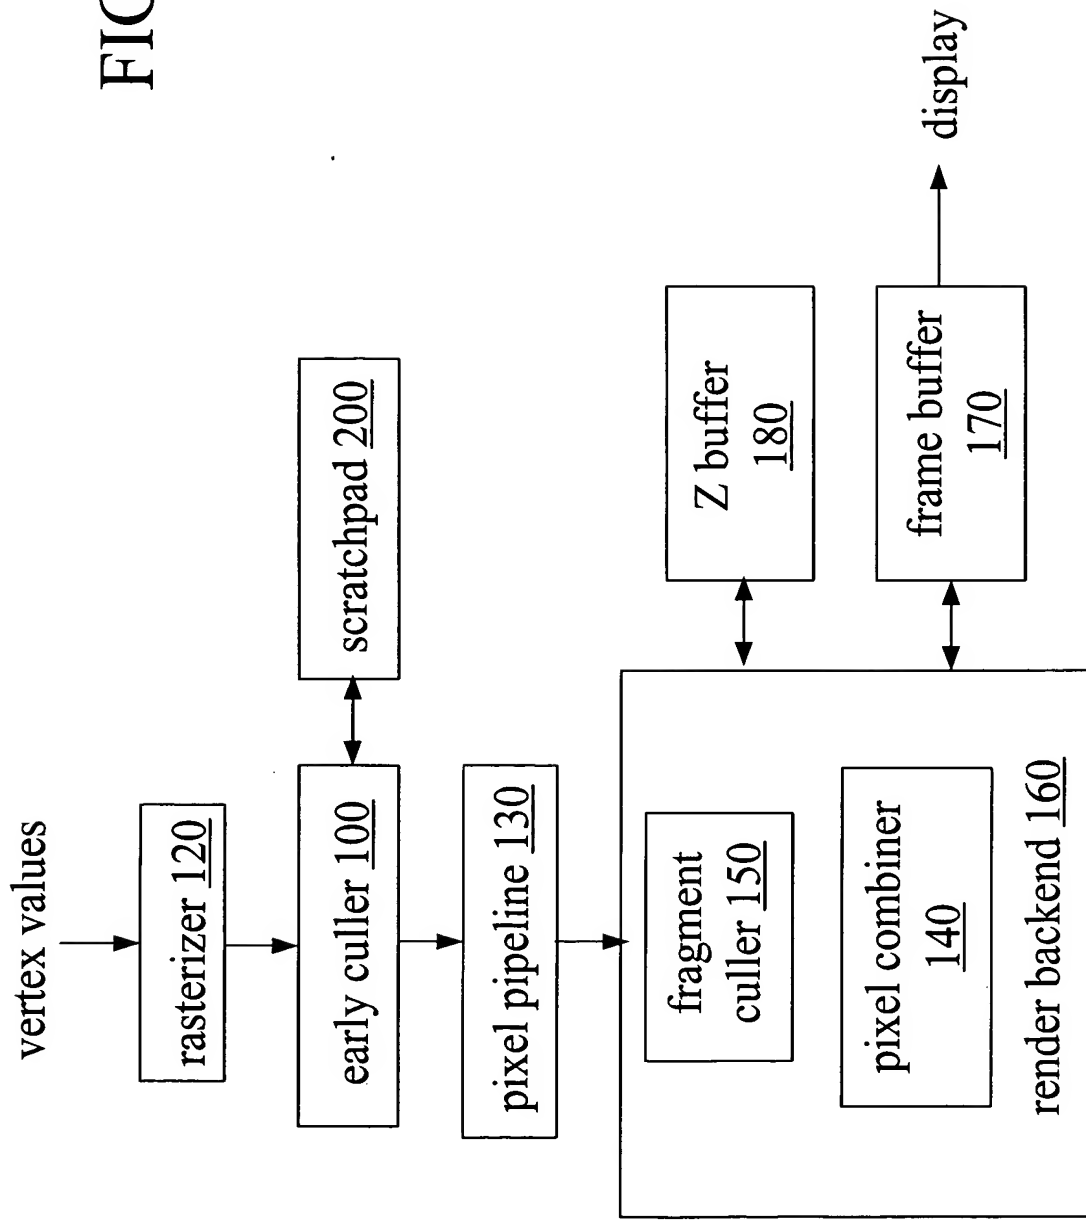 FIG
vertex values
rasterizer 120
early culler 100
scratchpad 200
pixel pipeline 130
fragment
culler 150
pixel combiner
140
render backend 160
Z buffer
180
frame buffer
170
display